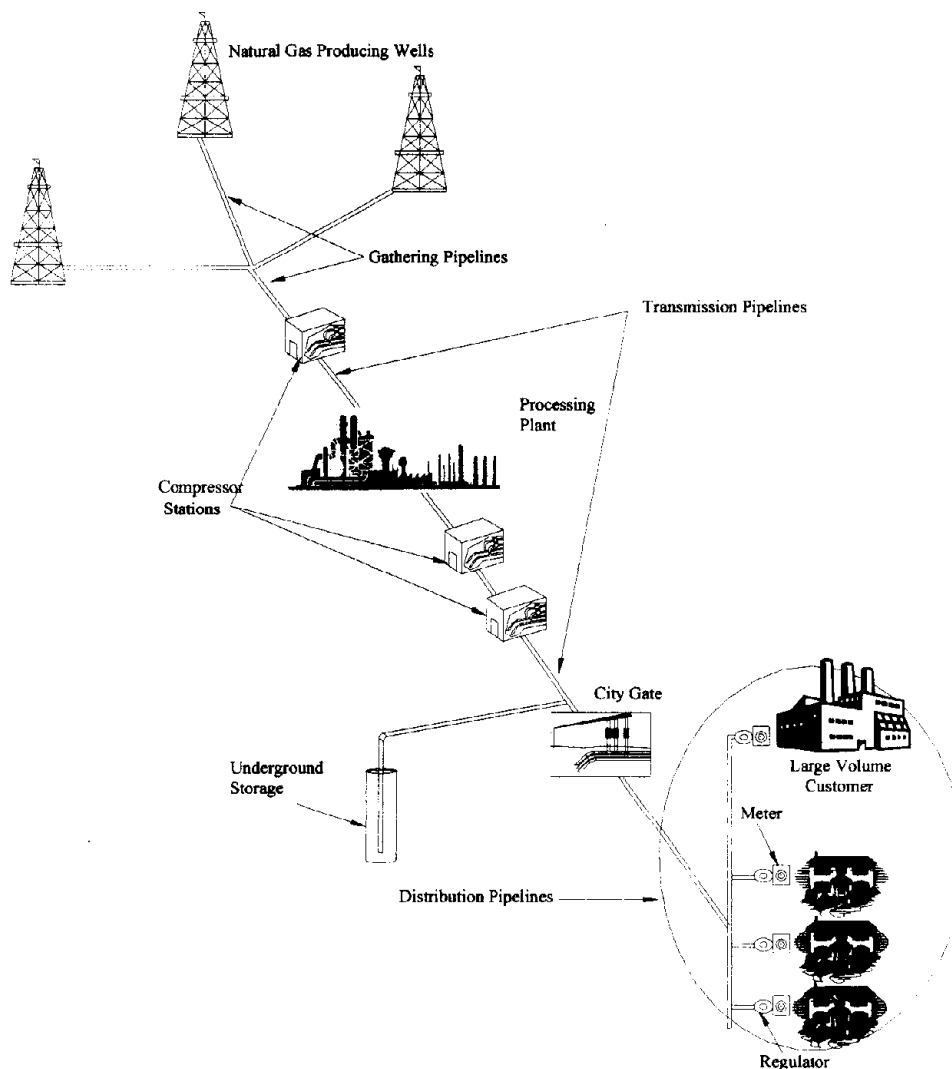 Natural Gas Producing Wells
Gathering Pipelines
Transmission Pipelines
Processing
Plant
Compressor
Stations
City Gate
Underground
Storage
Large Volume
Customer
Meter
Distribution Pipelines
Regulator